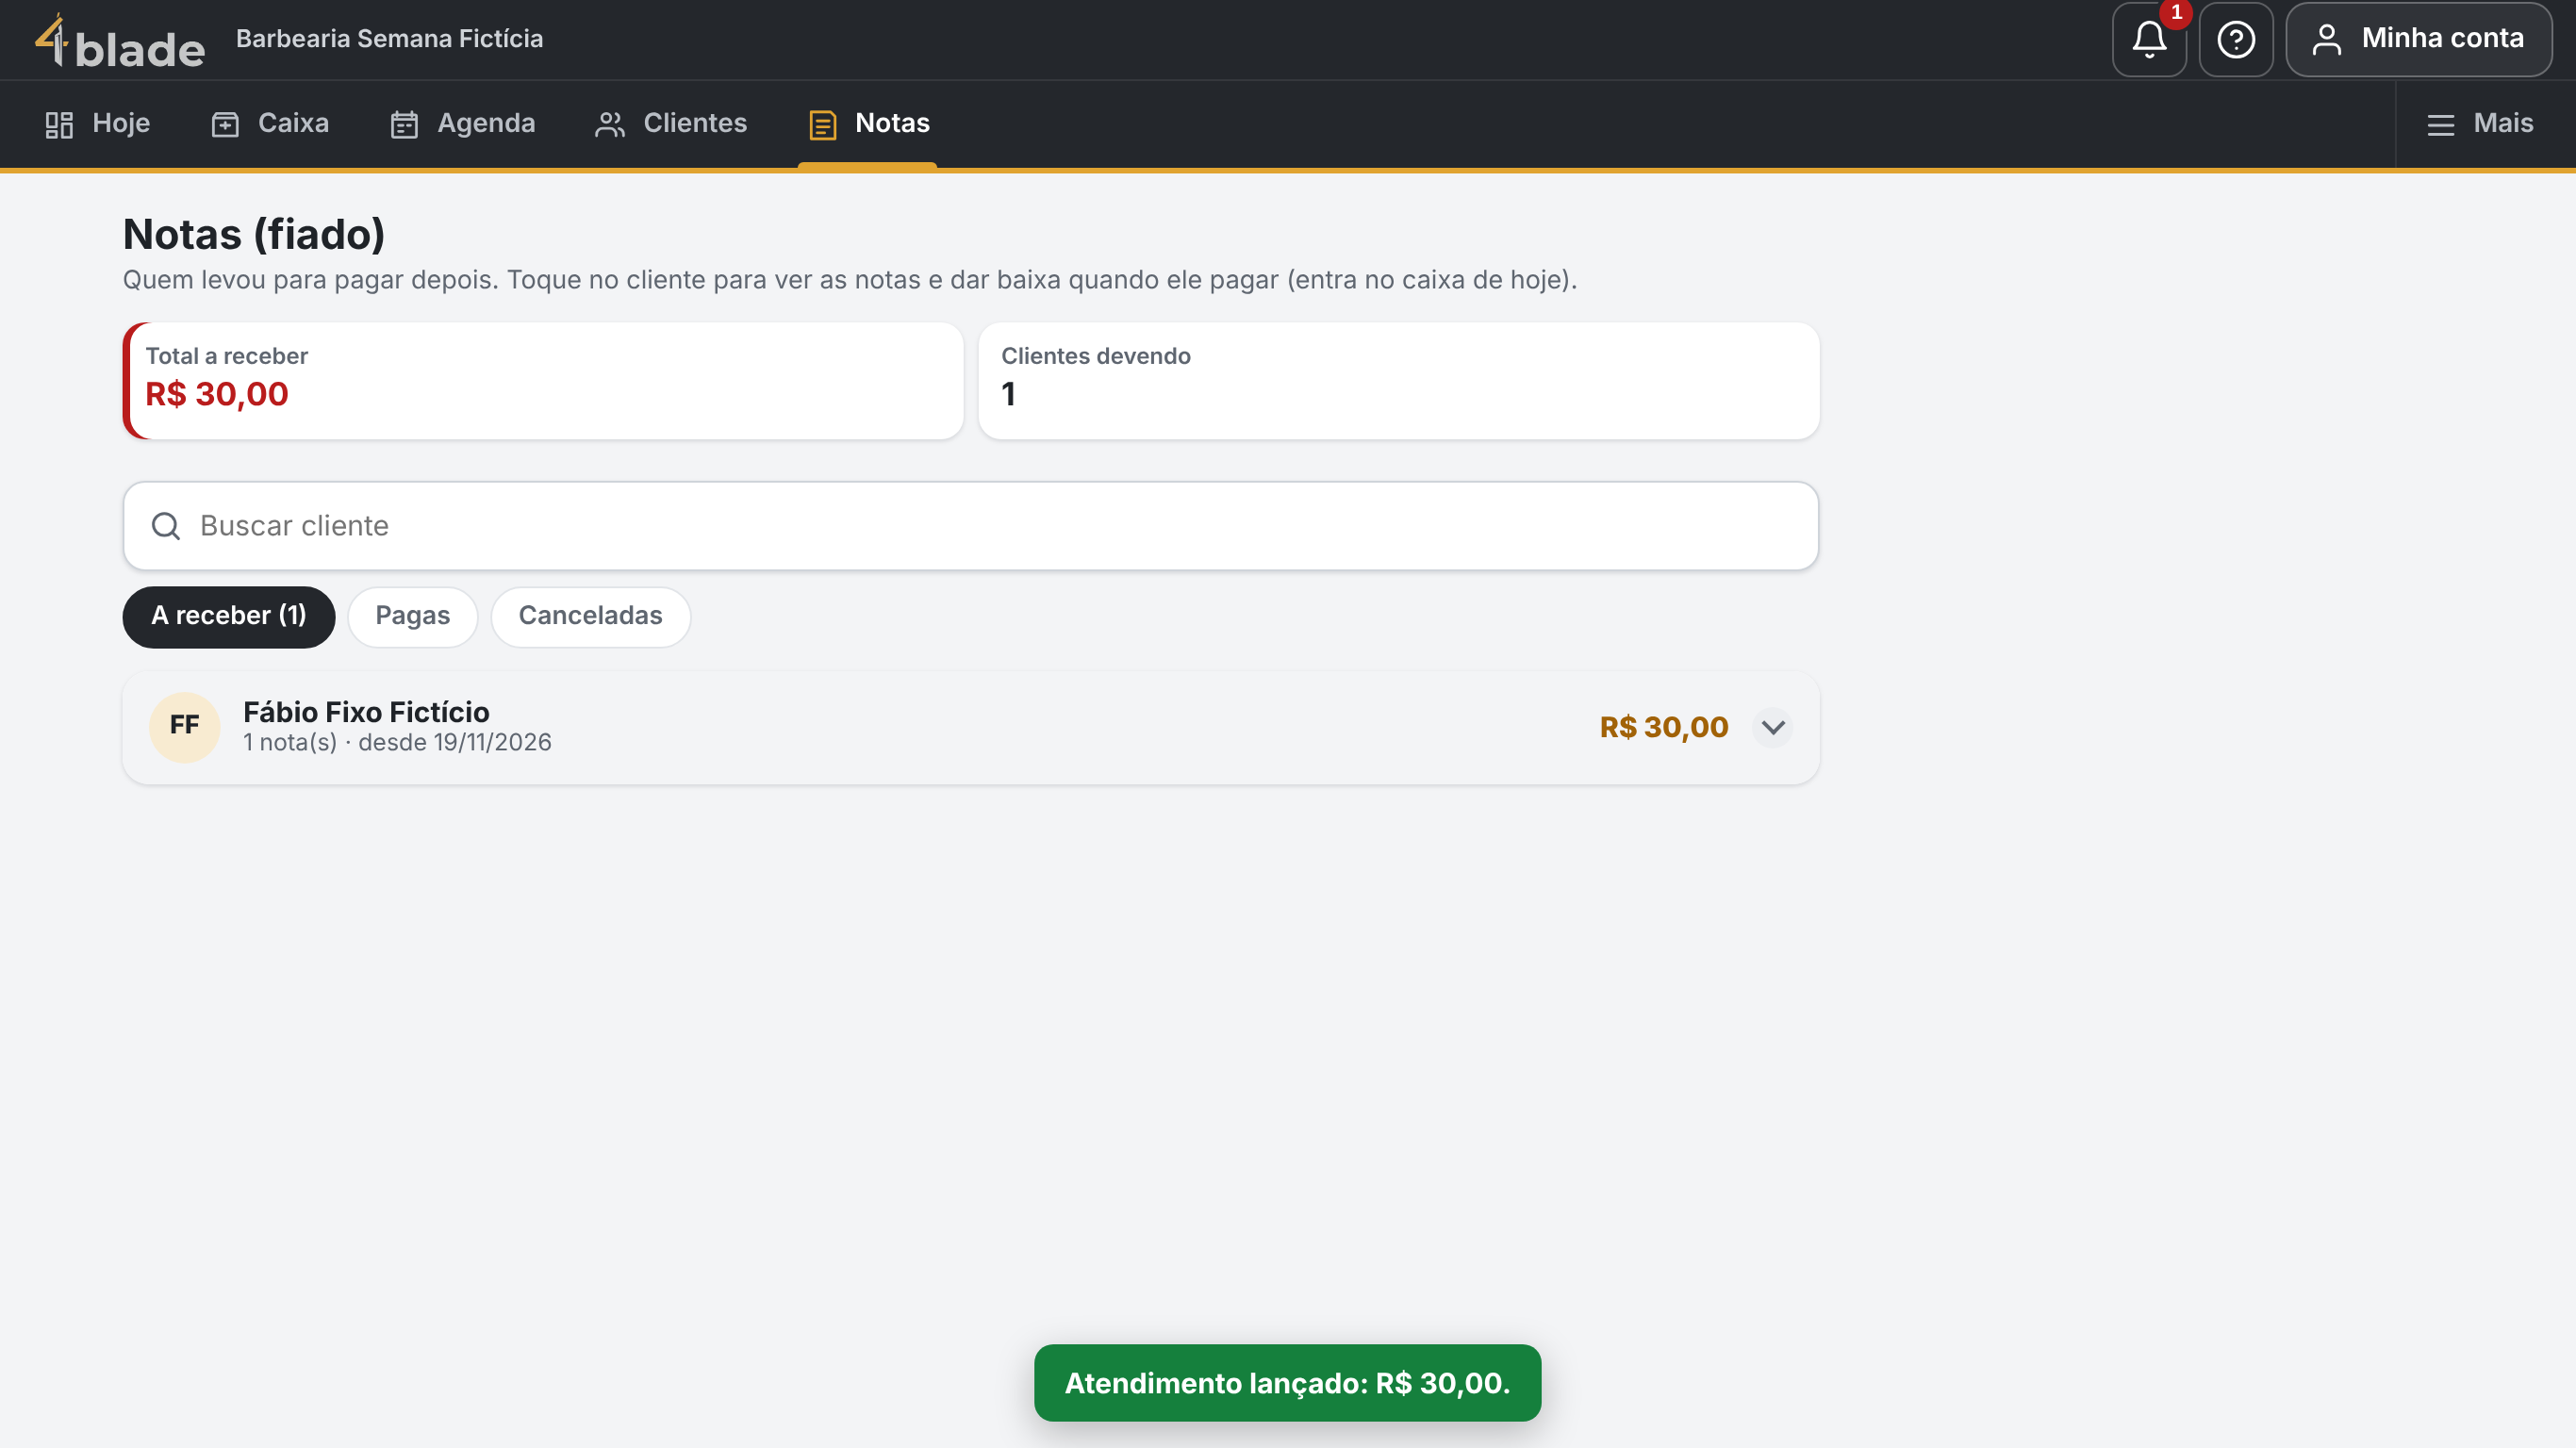 4blade
Barbearia Semana Fictícia
1
Minha conta
Hoje
Caixa
Agenda
Clientes
Notas
Mais
Notas (fiado)
Quem levou para pagar depois. Toque no cliente para ver as notas e dar baixa quando ele pagar (entra no caixa de hoje).
Total a receber
R$ 30,00
Clientes devendo
1
Buscar cliente
A receber (1)
Pagas
Canceladas
FF
Fábio Fixo Fictício
1 nota(s) · desde 19/11/2026
R$ 30,00
Atendimento lançado: R$ 30,00.